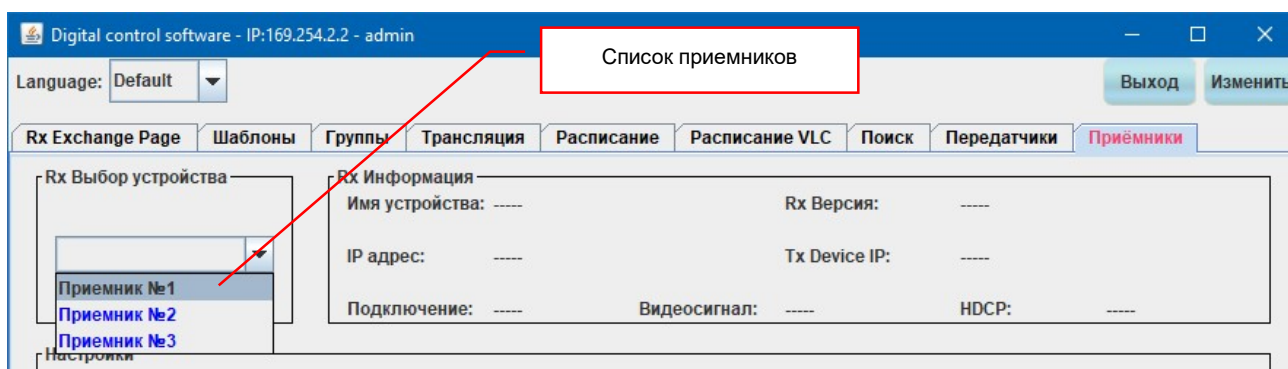 Digital control software - IP:169.254.2.2 - admin
Список приемников
Language: Default
Выход Изменить
Rx Exchange Page Шаблоны Группы Трансляция Расписание Расписание VLC Поиск Передатчики Приёмники
Rx Выбор устройства
Rx Информация
Имя устройства: ----- Rx Версия: -----
IP адрес: ----- Tx Device IP: -----
Подключение: ----- Видеосигнал: ----- HDCP: -----
Приемник №1
Приемник №2
Приемник №3
Настройки